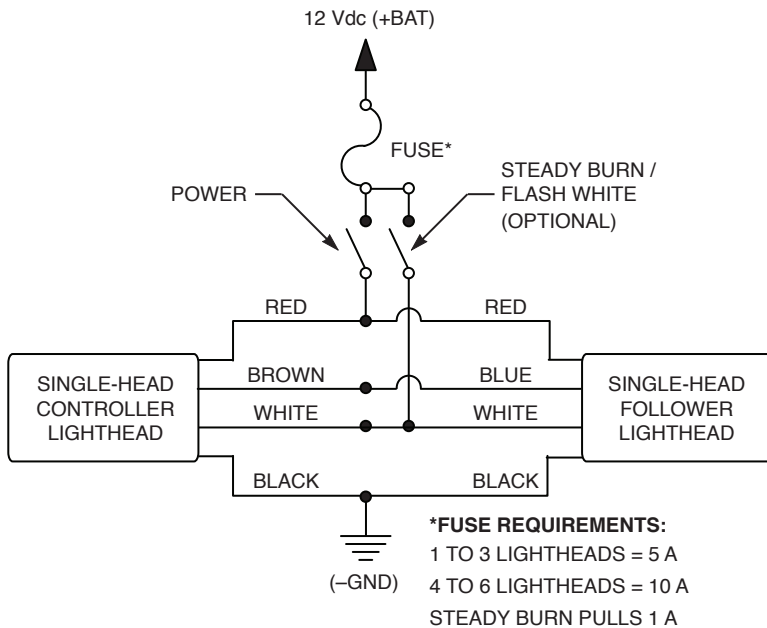 12 Vdc (+BAT)
FUSE*
POWER
STEADY BURN /
FLASH WHITE
(OPTIONAL)
RED
RED
SINGLE-HEAD
CONTROLLER
LIGHTHEAD
BROWN
BLUE
WHITE
WHITE
SINGLE-HEAD
FOLLOWER
LIGHTHEAD
BLACK
BLACK
(–GND)
*FUSE REQUIREMENTS:
1 TO 3 LIGHTHEADS = 5 A
4 TO 6 LIGHTHEADS = 10 A
STEADY BURN PULLS 1 A